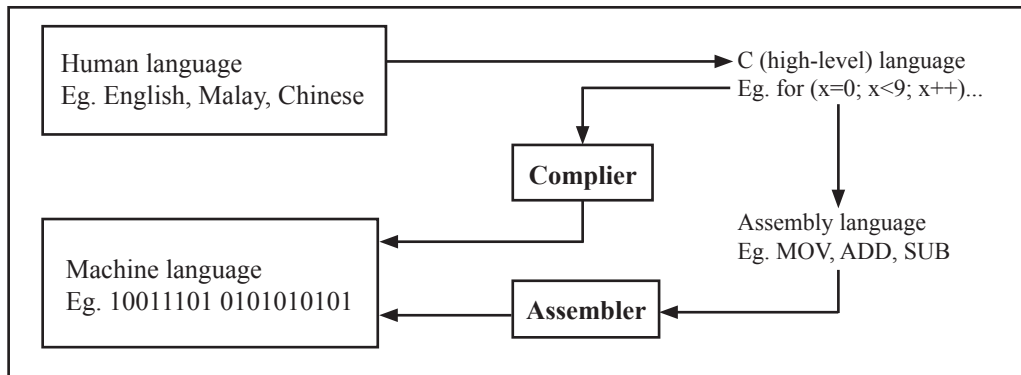 Human language
Eg. English, Malay, Chinese
C (high-level) language
Eg. for (x=0; x<9; x++)...
Complier
Assembly language
Eg. MOV, ADD, SUB
Machine language
Eg. 10011101 0101010101
Assembler